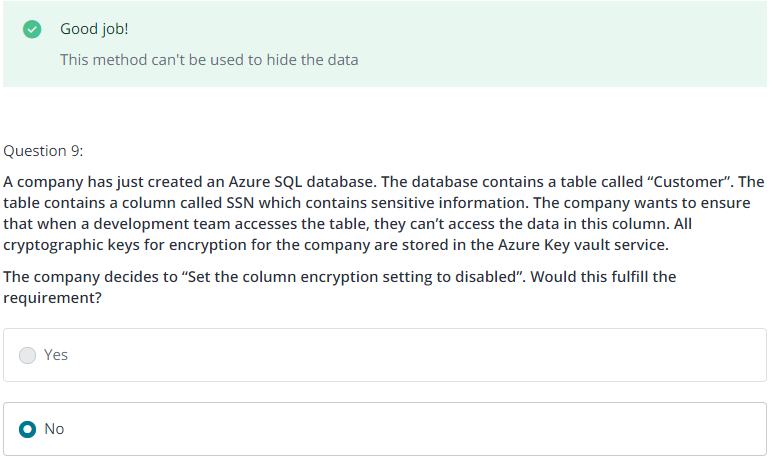 Good job!
This method can't be used to hide the data
Question 9:
A company has just created an Azure SQL database. The database contains a table called “Customer”. The
table contains a column called SSN which contains sensitive information. The company wants to ensure
that when a development team accesses the table, they can’t access the data in this column. All
cryptographic keys for encryption for the company are stored in the Azure Key vault service.
The company decides to “Set the column encryption setting to disabled”. Would this fulfill the
requirement?
Yes
No